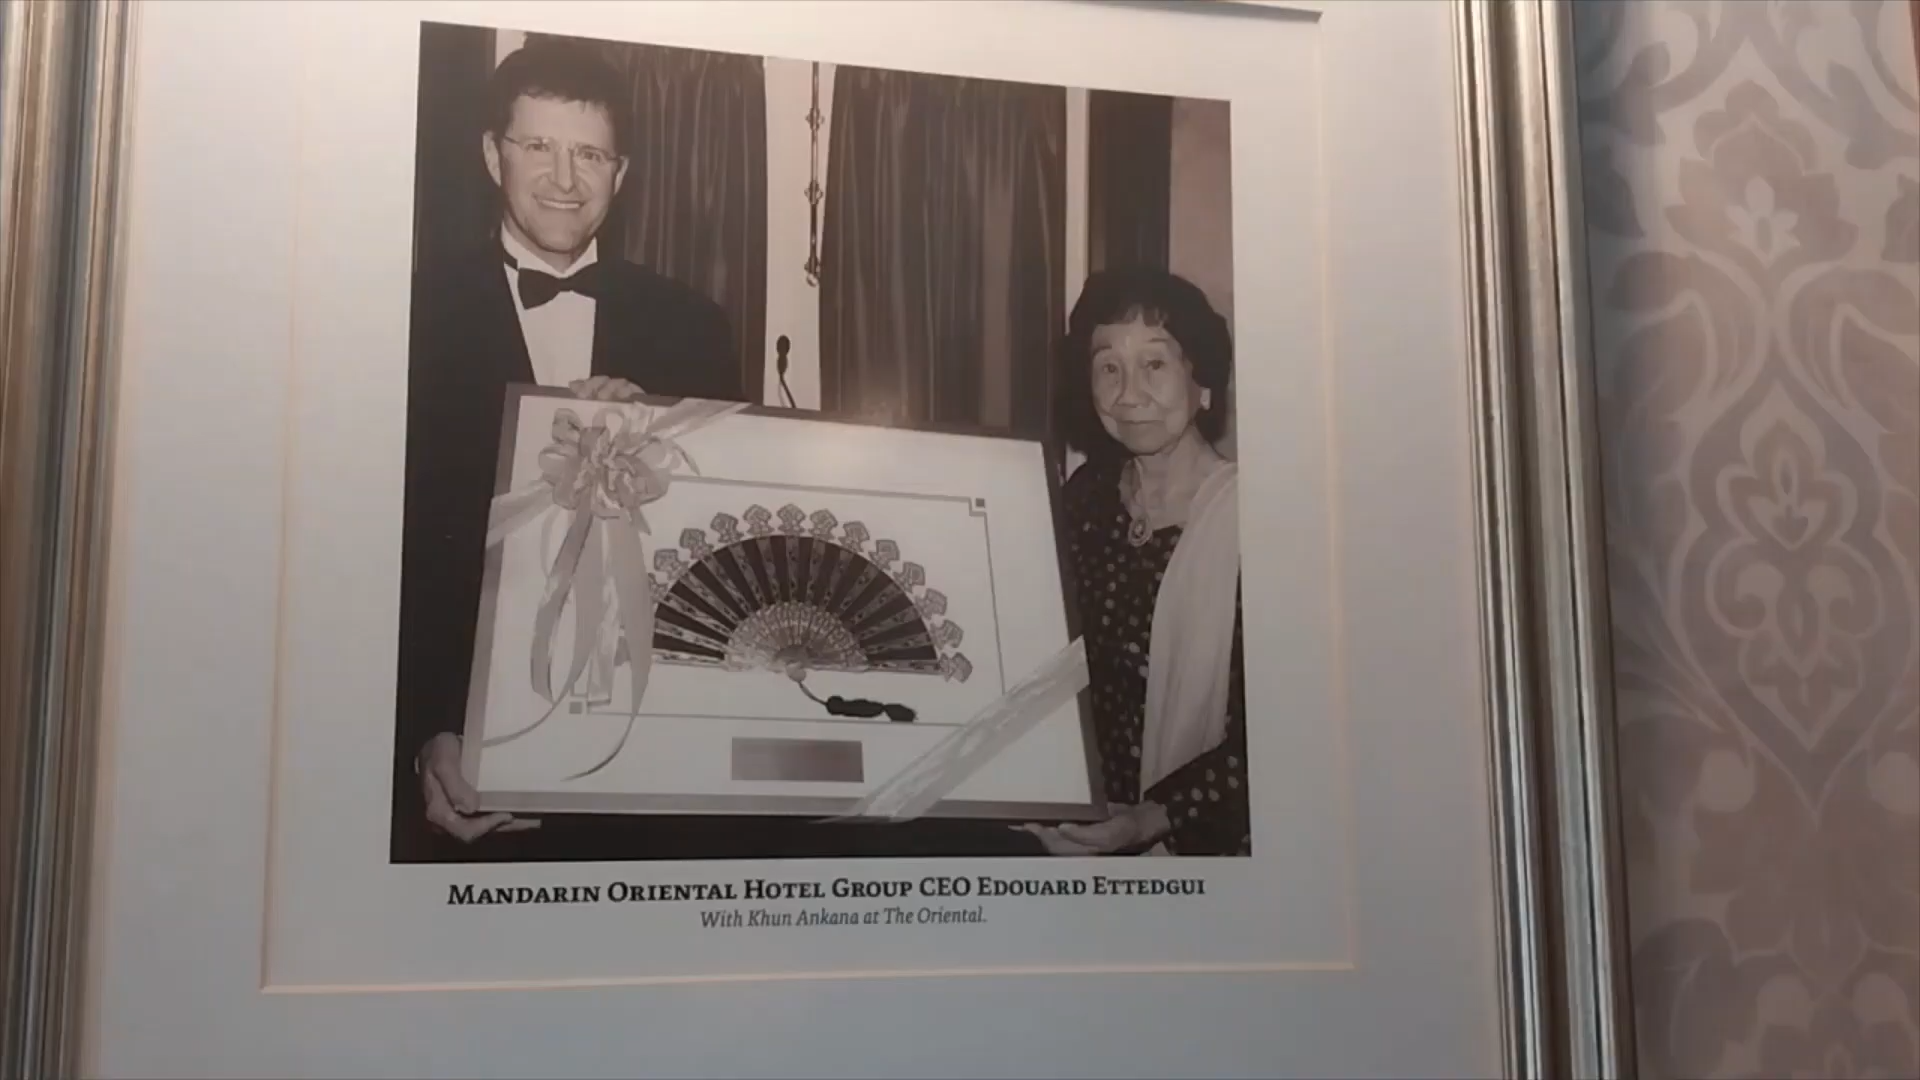 MANDARIN ORIENTAL HOTEL GROUP CEO EDOUARD ETTEDGUI
With Khun Ankana at The Oriental.